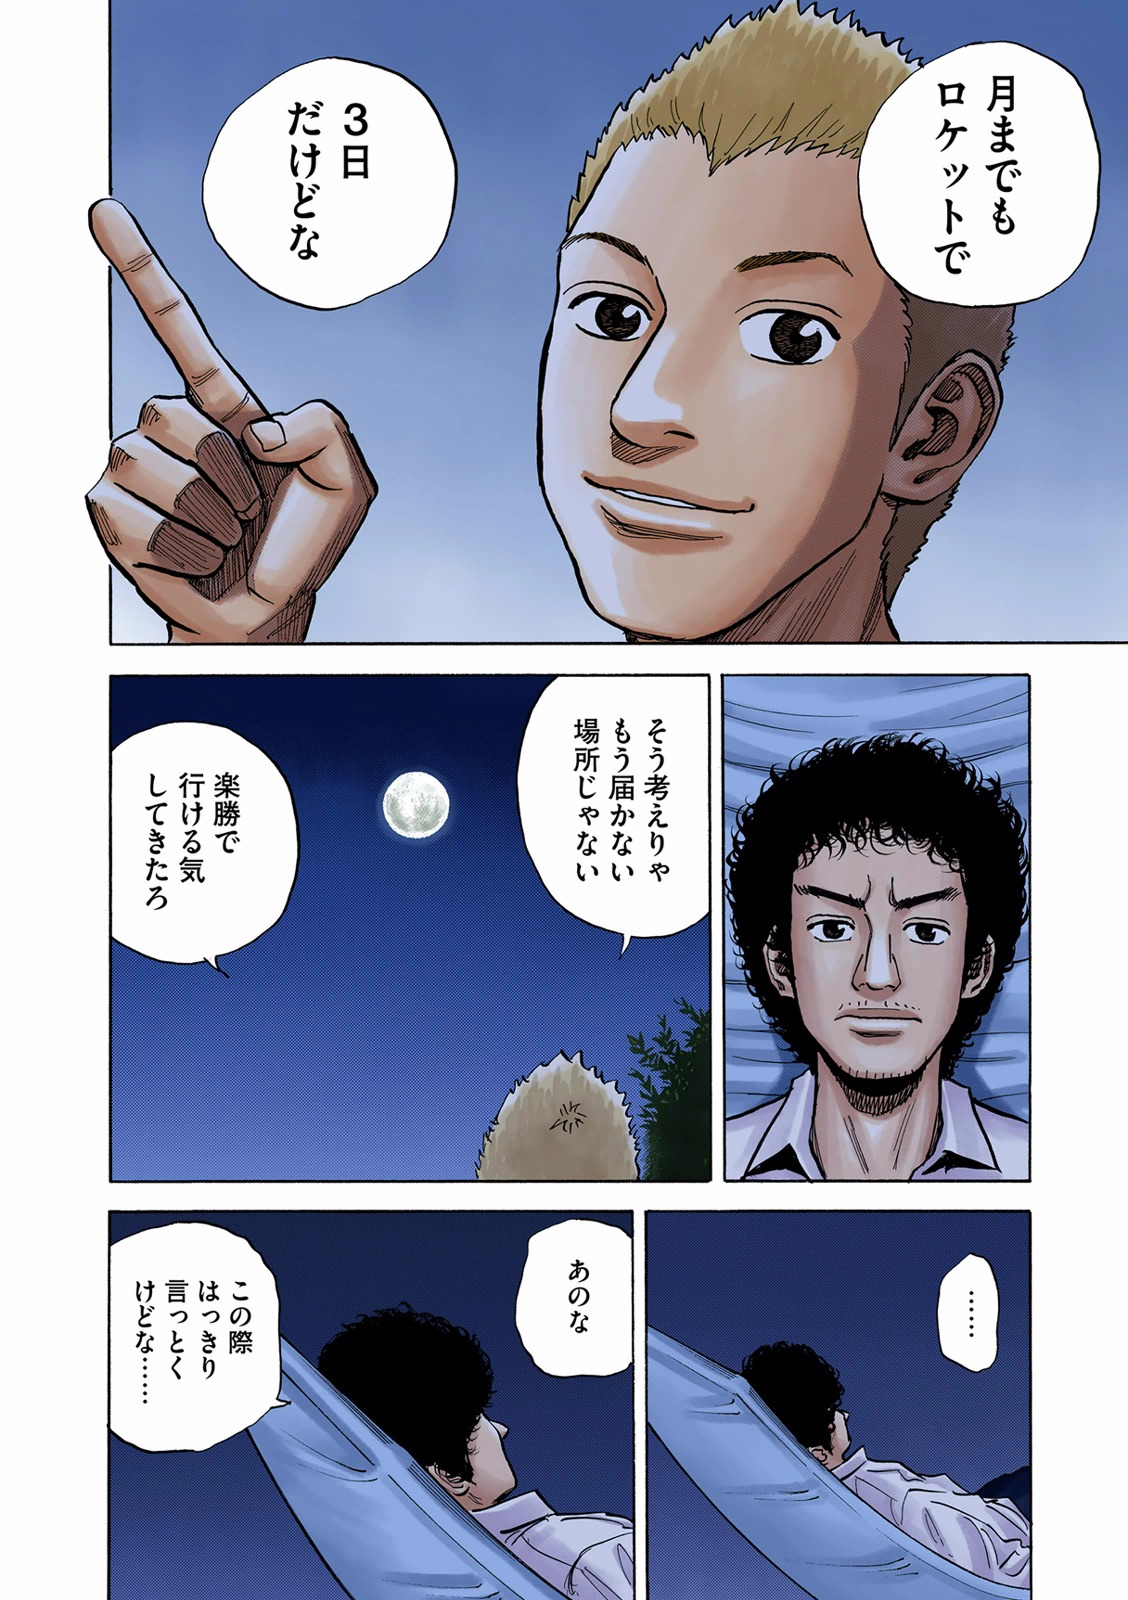 月までも
ロケットで
３日
だけどな
そう考えりゃ
もう届かない
場所じゃない
楽勝で
行ける気
してきたろ
……
あのな
この際
はっきり
言っとく
けどな……